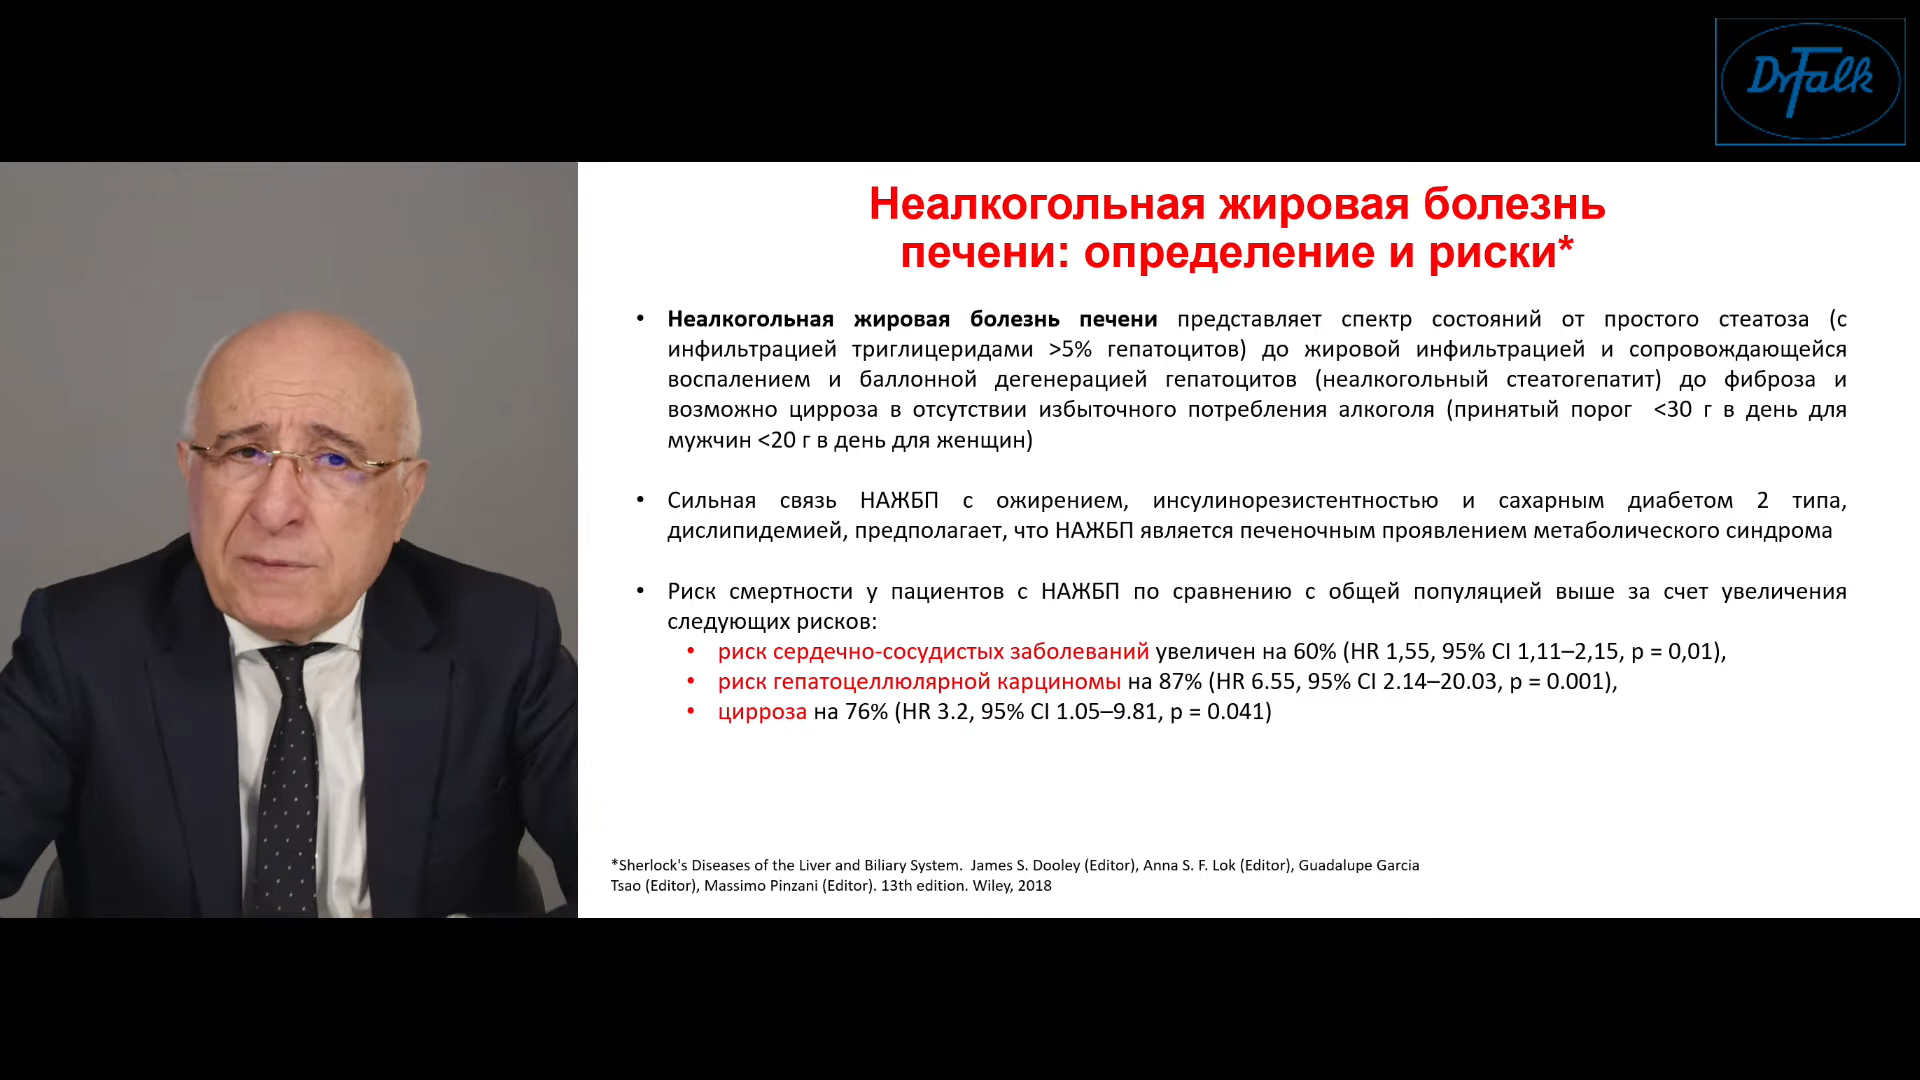 Dr Falk
Неалкогольная жировая болезнь
печени: определение и риски*
• Неалкогольная жировая болезнь печени представляет спектр состояний от простого стеатоза (с
инфильтрацией триглицеридами >5% гепатоцитов) до жировой инфильтрацией и сопровождающейся
воспалением и баллонной дегенерацией гепатоцитов (неалкогольный стеатогепатит) до фиброза и
возможно цирроза в отсутствии избыточного потребления алкоголя (принятый порог <30 г в день для
мужчин <20 г в день для женщин)
• Сильная связь НАЖБП с ожирением, инсулинорезистентностью и сахарным диабетом 2 типа,
дислипидемией, предполагает, что НАЖБП является печеночным проявлением метаболического синдрома
• Риск смертности у пациентов с НАЖБП по сравнению с общей популяцией выше за счет увеличения
следующих рисков:
• риск сердечно-сосудистых заболеваний увеличен на 60% (HR 1,55, 95% CI 1,11–2,15, p = 0,01),
• риск гепатоцеллюлярной карциномы на 87% (HR 6.55, 95% CI 2.14–20.03, p = 0.001),
• цирроза на 76% (HR 3.2, 95% CI 1.05–9.81, p = 0.041)
*Sherlock's Diseases of the Liver and Biliary System. James S. Dooley (Editor), Anna S. F. Lok (Editor), Guadalupe Garcia
Tsao (Editor), Massimo Pinzani (Editor). 13th edition. Wiley, 2018